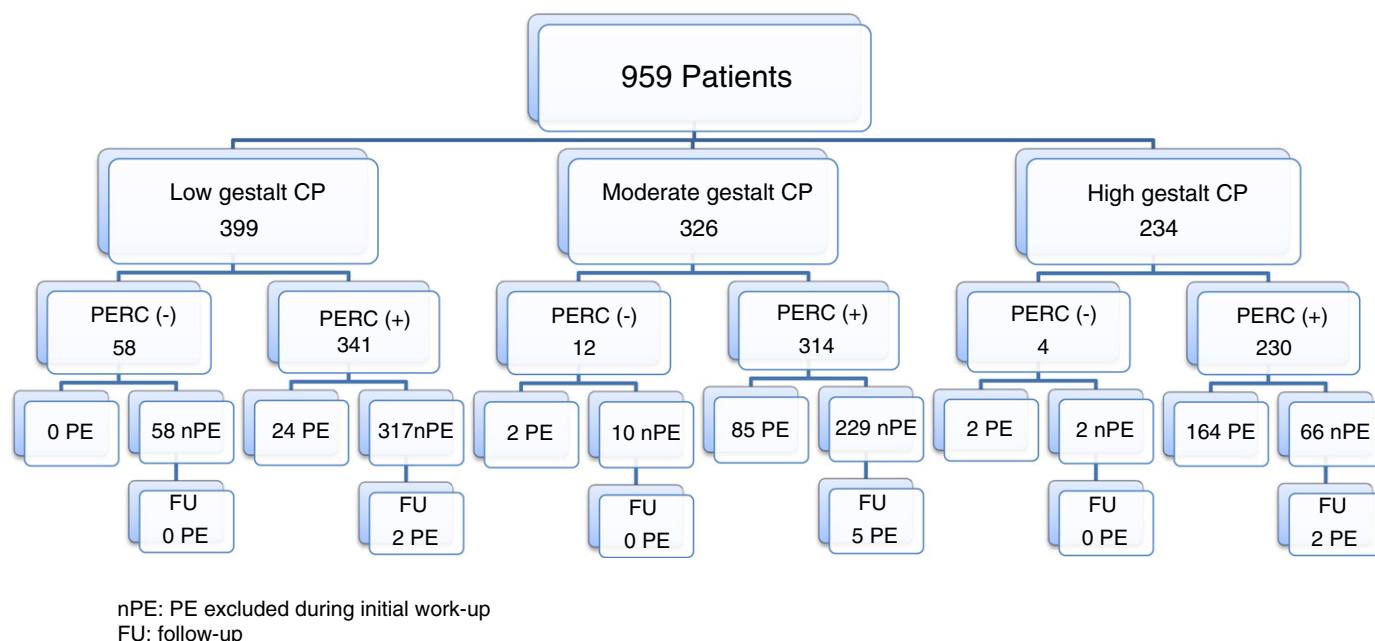 959 Patients
Low gestalt CP
399
Moderate gestalt CP
326
High gestalt CP
234
PERC (-)
58
PERC (+)
341
PERC (-)
12
PERC (+)
314
PERC (-)
4
PERC (+)
230
0 PE
58 nPE
24 PE
317nPE
2 PE
10 nPE
85 PE
229 nPE
2 PE
2 nPE
164 PE
66 nPE
FU
0 PE
FU
2 PE
FU
0 PE
FU
5 PE
FU
0 PE
FU
2 PE
nPE: PE excluded during initial work-up
FU: follow-up